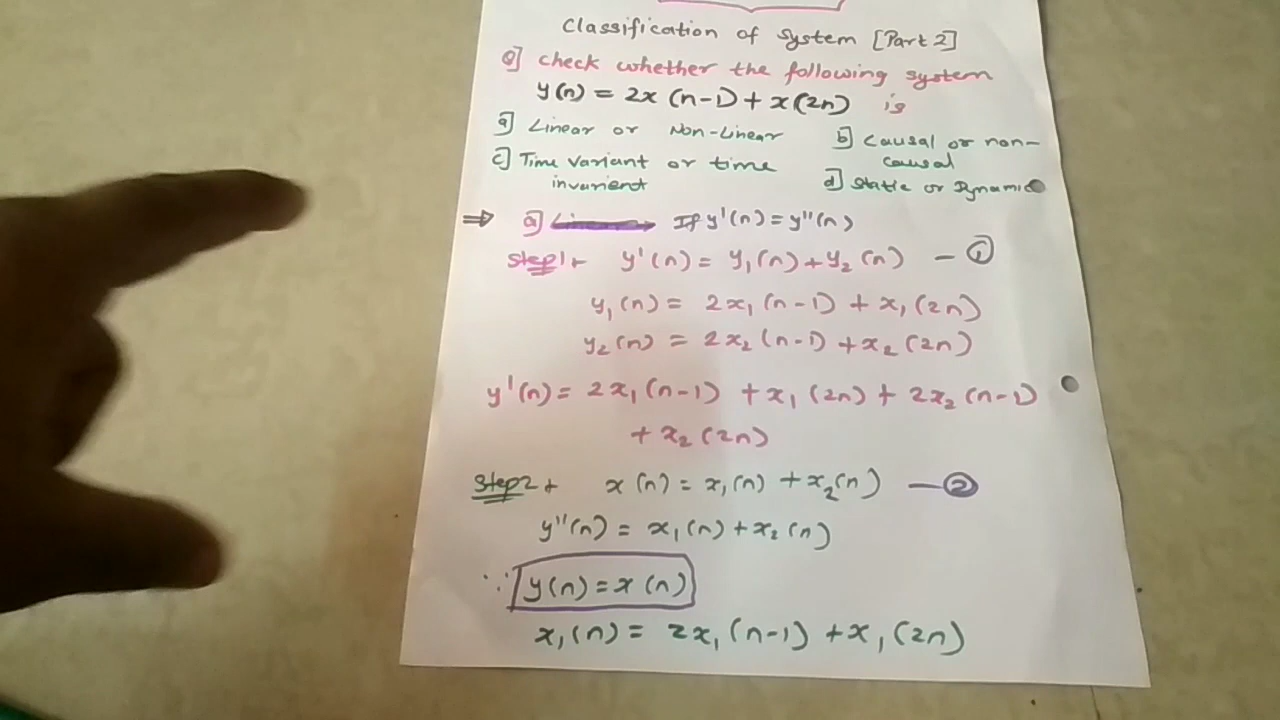 Classification of System [Part 2]
Q] check whether the following system
y(n) = 2x (n-1) + x(2n) is
a] Linear or Non-Linear
b] Causal or non-causal
c] Time Variant or time invarient
d] Static or Dynamic
⇒ a] If y'(n) = y''(n)
Step1+ y'(n) = y₁(n) + y₂(n) — ①
y₁(n) = 2x₁(n-1) + x₁(2n)
y₂(n) = 2x₂(n-1) + x₂(2n)
y'(n) = 2x₁(n-1) + x₁(2n) + 2x₂(n-1)
+ x₂(2n)
Step2+ x(n) = x₁(n) + x₂(n) — ②
y''(n) = x₁(n) + x₂(n)
∵ y(n) = x(n)
x₁(n) = 2x₁(n-1) + x₁(2n)